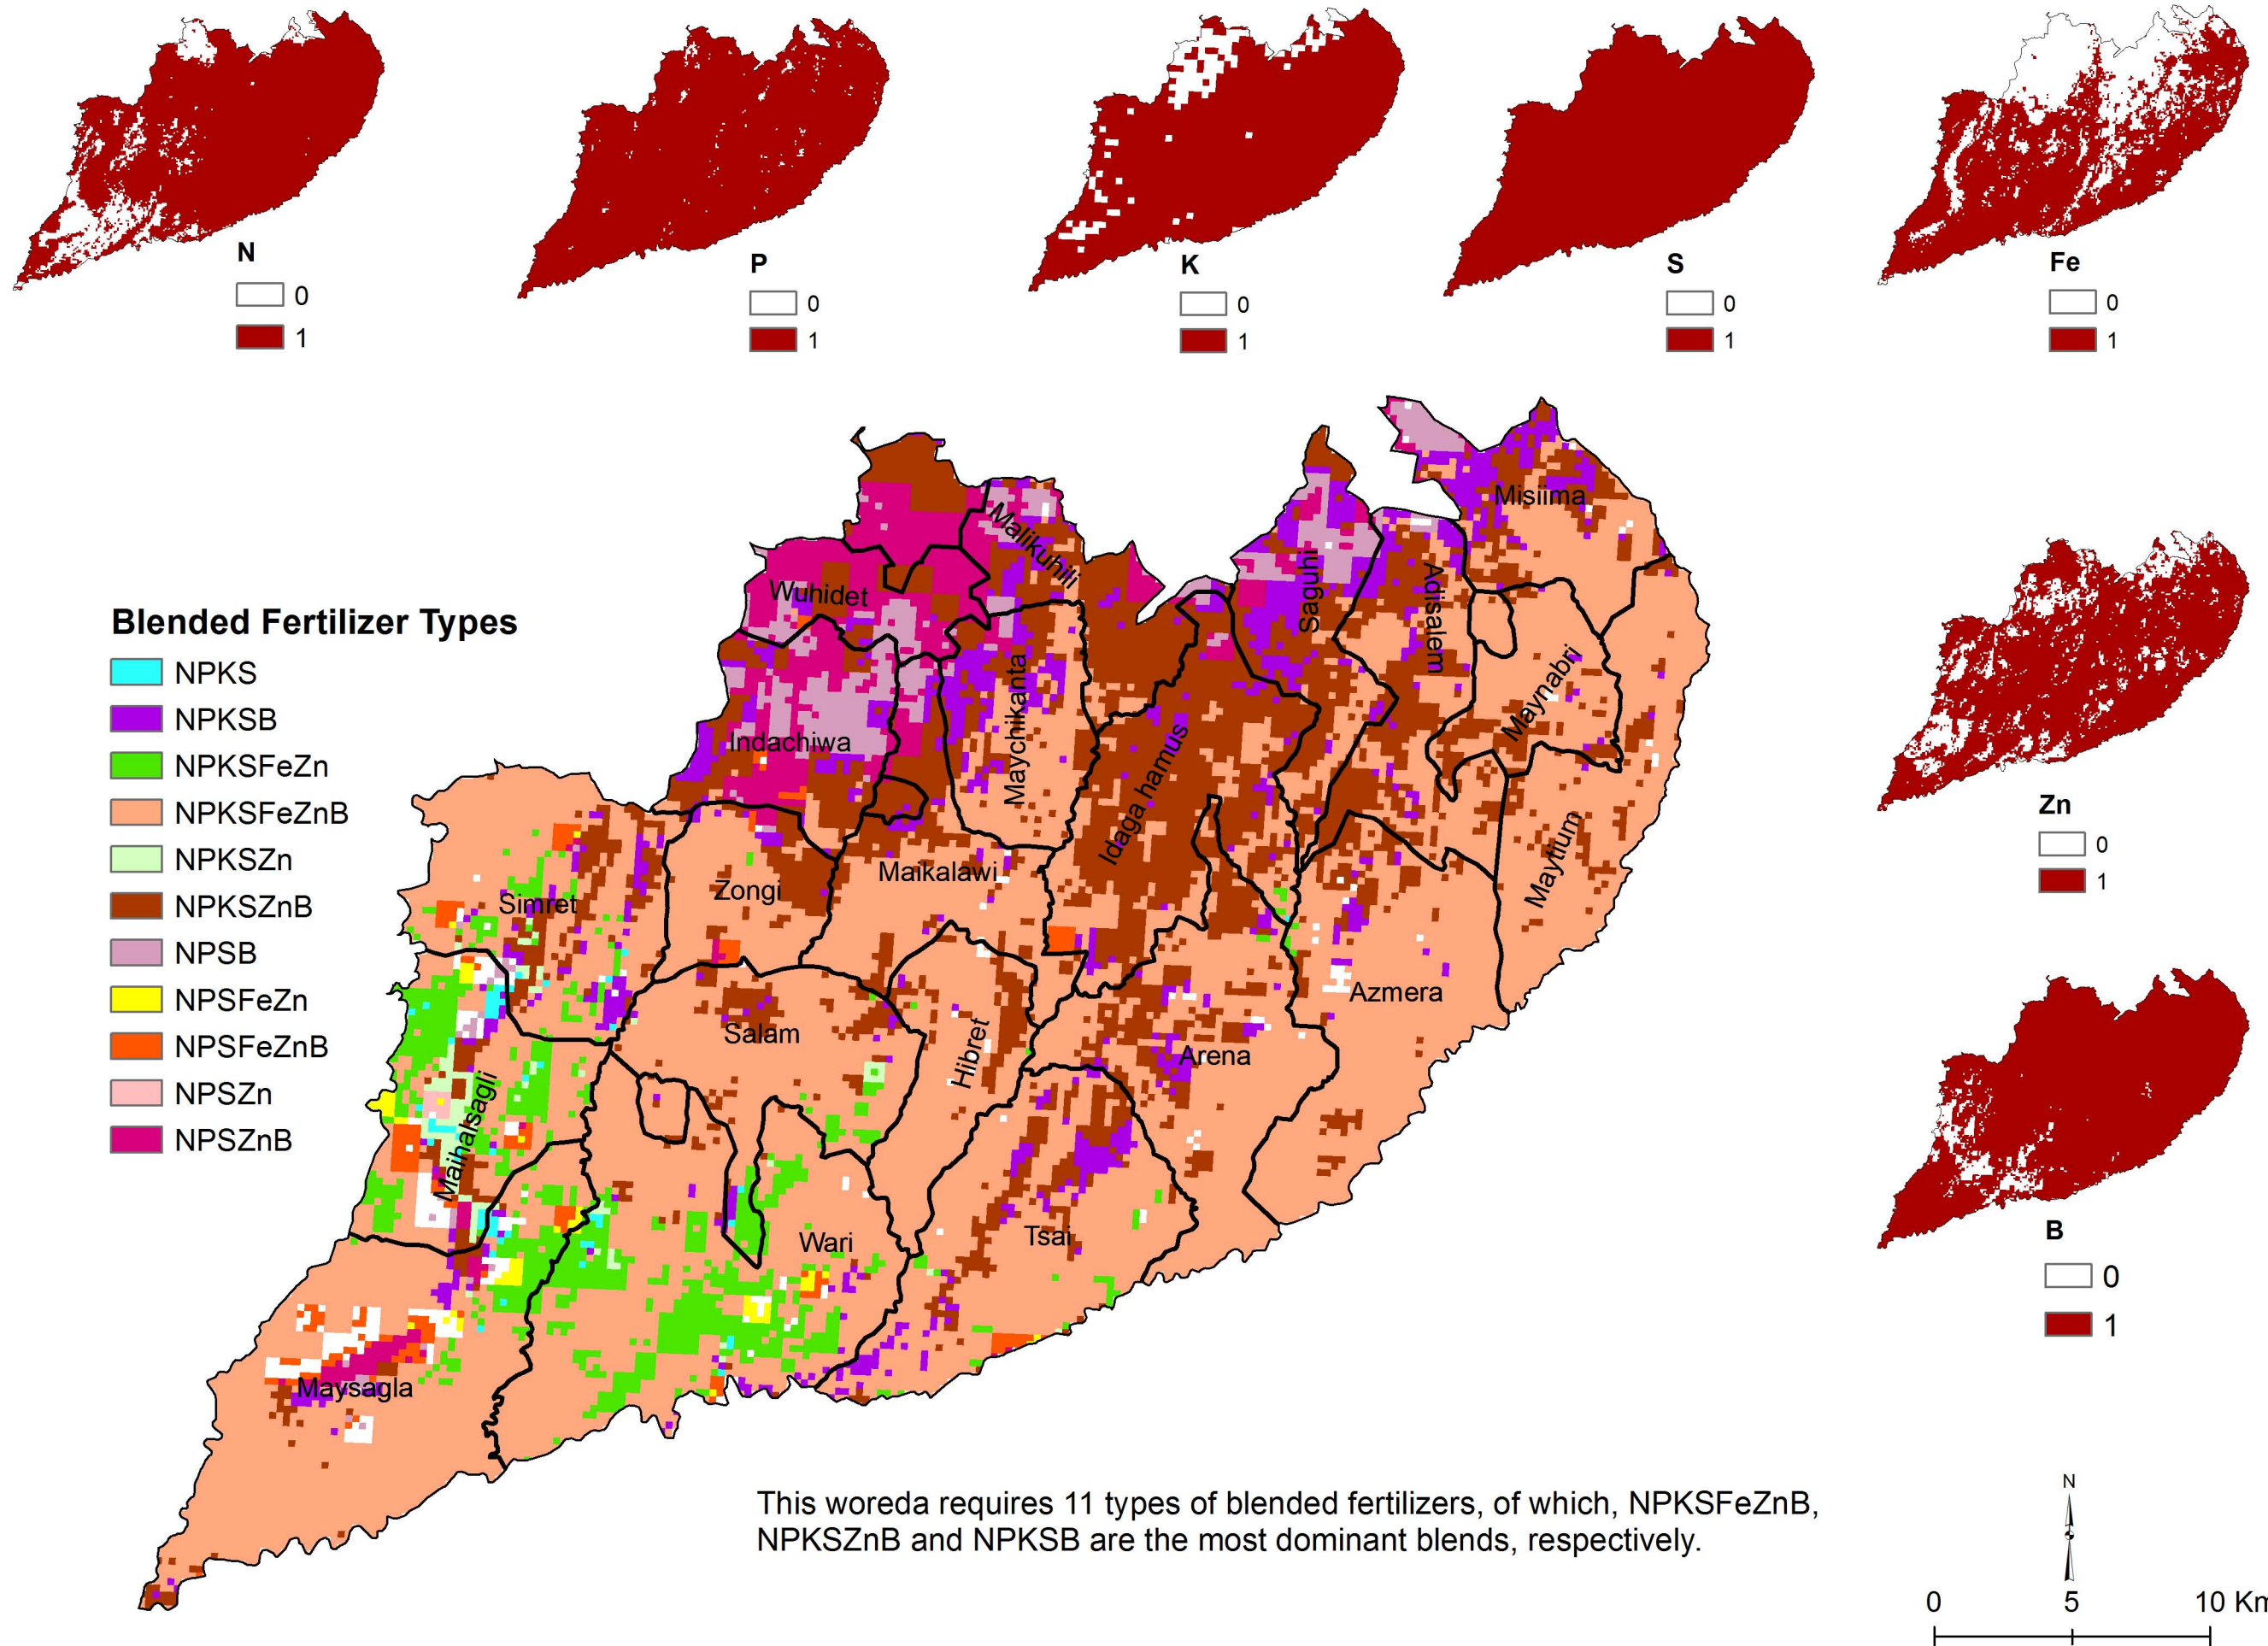 N
0
1
P
0
1
K
0
1
S
0
1
Fe
0
1
Blended Fertilizer Types
NPKS
NPKSB
NPKSFeZn
NPKSFeZnB
NPKSZn
NPKSZnB
NPSB
NPSFeZn
NPSFeZnB
NPSZn
NPSZnB
Misiima
Malikuhili
Saguhi
Adisalem
Wuhidet
Maynabri
Maychikanta
Indachiwa
Idaga hamus
Maytium
Maikalawi
Zongi
Simret
Azmera
Salam
Hibret
Arena
Maihalsagli
Wari
Tsai
Maysagla
Zn
0
1
B
0
1
This woreda requires 11 types of blended fertilizers, of which, NPKSFeZnB,
NPKSZnB and NPKSB are the most dominant blends, respectively.
N
0 5 10 Km